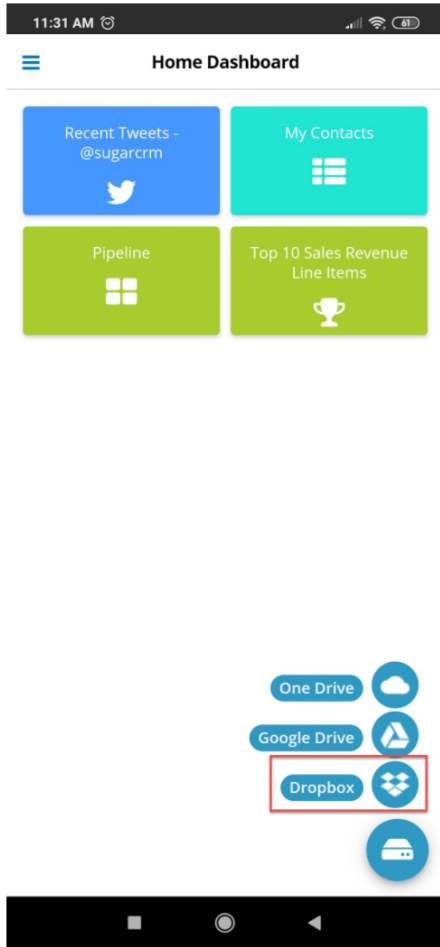 11:31 AM
61
Home Dashboard
Recent Tweets -
@sugarcrm
My Contacts
Pipeline
Top 10 Sales Revenue
Line Items
One Drive
Google Drive
Dropbox